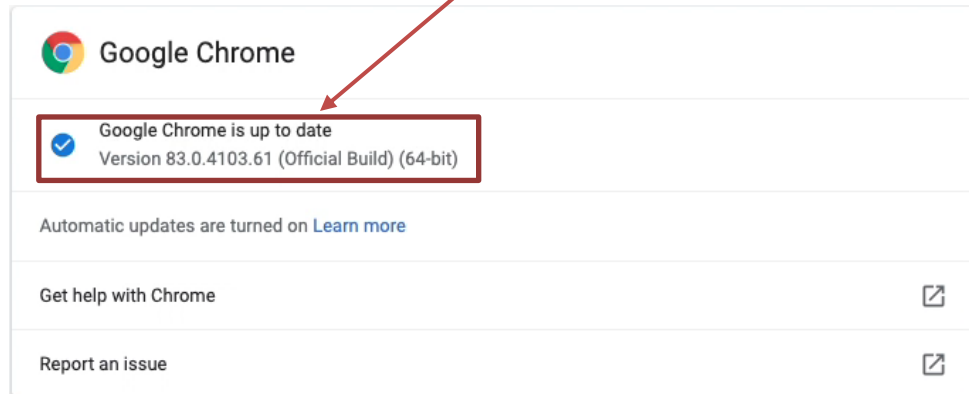 Google Chrome
Google Chrome is up to date
Version 83.0.4103.61 (Official Build) (64-bit)
Automatic updates are turned on Learn more
Get help with Chrome
Report an issue